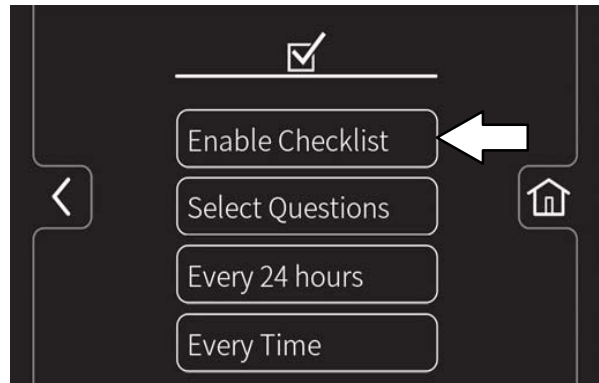 Enable Checklist
Select Questions
Every 24 hours
Every Time